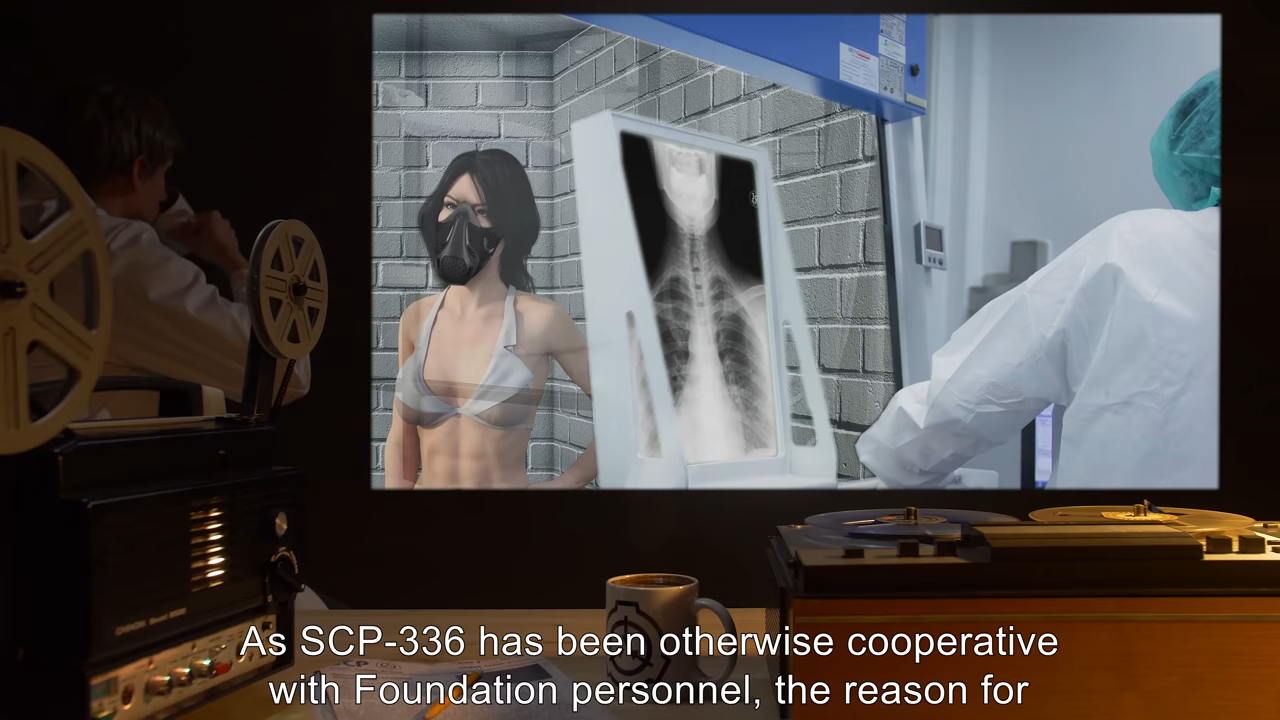 As SCP-336 has been otherwise cooperative
with Foundation personnel, the reason for